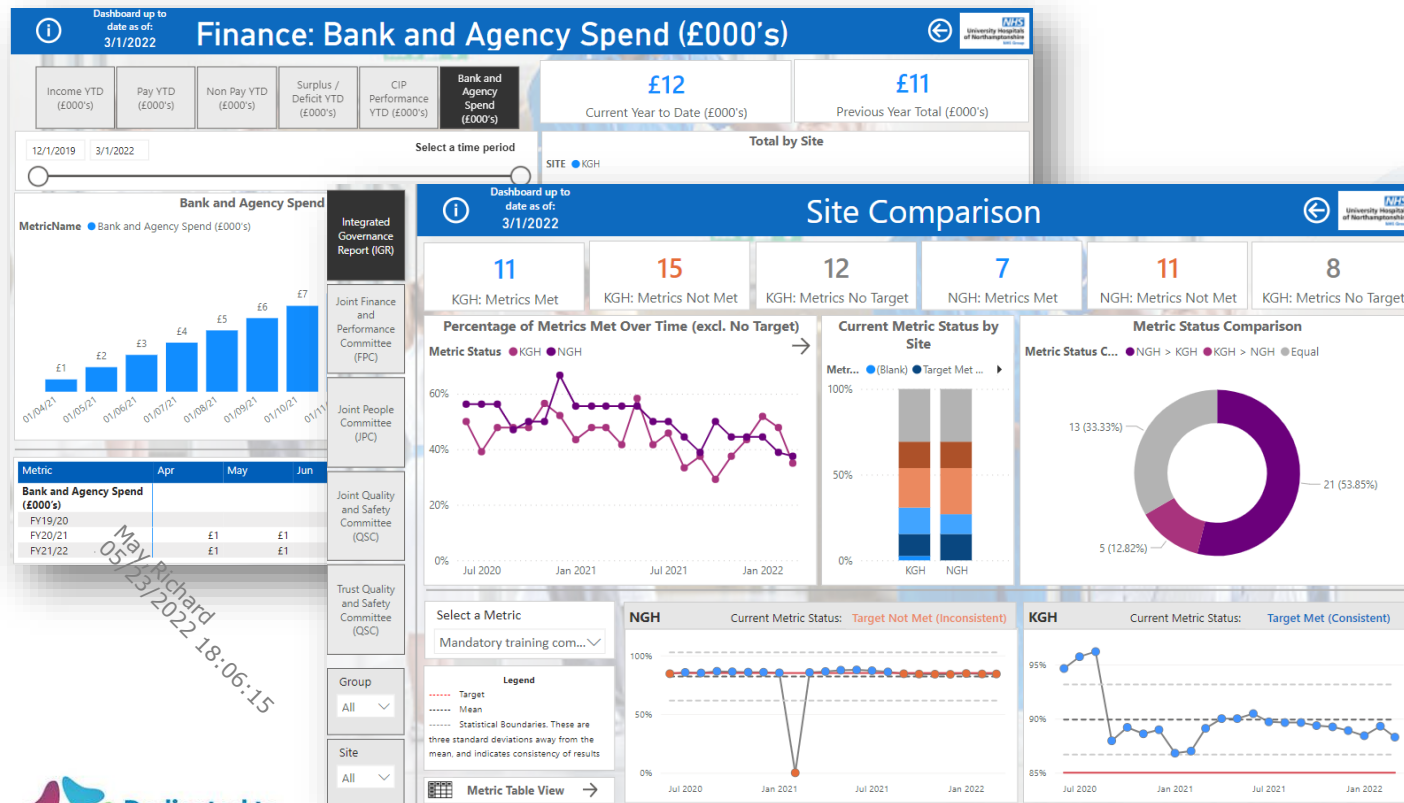 Dashboard up to
date as of:
3/1/2022
Finance: Bank and Agency Spend (£000's)
NHS
University Hospitals
of Northamptonshire
NHS Group
Income YTD
(£000's)
Pay YTD
(£000's)
Non Pay YTD
(£000's)
Surplus /
Deficit YTD
(£000's)
CIP
Performance
YTD (£000's)
Bank and
Agency
Spend
(£000's)
£12
Current Year to Date (£000's)
£11
Previous Year Total (£000's)
12/1/2019
3/1/2022
Select a time period
Total by Site
SITE KGH
Bank and Agency Spend
MetricName Bank and Agency Spend (£000's)
£1
£2
£3
£4
£5
£6
£7
01/04/21
01/05/21
01/06/21
01/07/21
01/08/21
01/09/21
01/10/21
01/11
Metric Apr May Jun
Bank and Agency Spend
(£000's)
FY19/20
FY20/21 £1 £1
FY21/22 £1 £1
May, Richard
05/23/2022 18:06:15
Integrated
Governance
Report (IGR)
Joint Finance
and
Performance
Committee
(FPC)
Joint People
Committee
(JPC)
Joint Quality
and Safety
Committee
(QSC)
Trust Quality
and Safety
Committee
(QSC)
Group
All
Site
All
Dashboard up to
date as of:
3/1/2022
Site Comparison
NHS
University Hospitals
of Northamptonshire
NHS Group
11
KGH: Metrics Met
15
KGH: Metrics Not Met
12
KGH: Metrics No Target
7
NGH: Metrics Met
11
NGH: Metrics Not Met
8
KGH: Metrics No Target
Percentage of Metrics Met Over Time (excl. No Target)
Metric Status KGH NGH
60%
40%
20%
0%
Jul 2020 Jan 2021 Jul 2021 Jan 2022
Current Metric Status by
Site
Metr... (Blank) Target Met ...
100%
50%
0%
KGH NGH
Metric Status Comparison
Metric Status C... NGH > KGH KGH > NGH Equal
13 (33.33%)
21 (53.85%)
5 (12.82%)
Select a Metric
Mandatory training com...
Legend
Target
Mean
Statistical Boundaries. These are
three standard deviations away from the
mean, and indicates consistency of results
Metric Table View
NGH Current Metric Status: Target Not Met (Inconsistent)
100%
50%
0%
Jul 2020 Jan 2021 Jul 2021 Jan 2022
KGH Current Metric Status: Target Met (Consistent)
95%
90%
85%
Jul 2020 Jan 2021 Jul 2021 Jan 2022